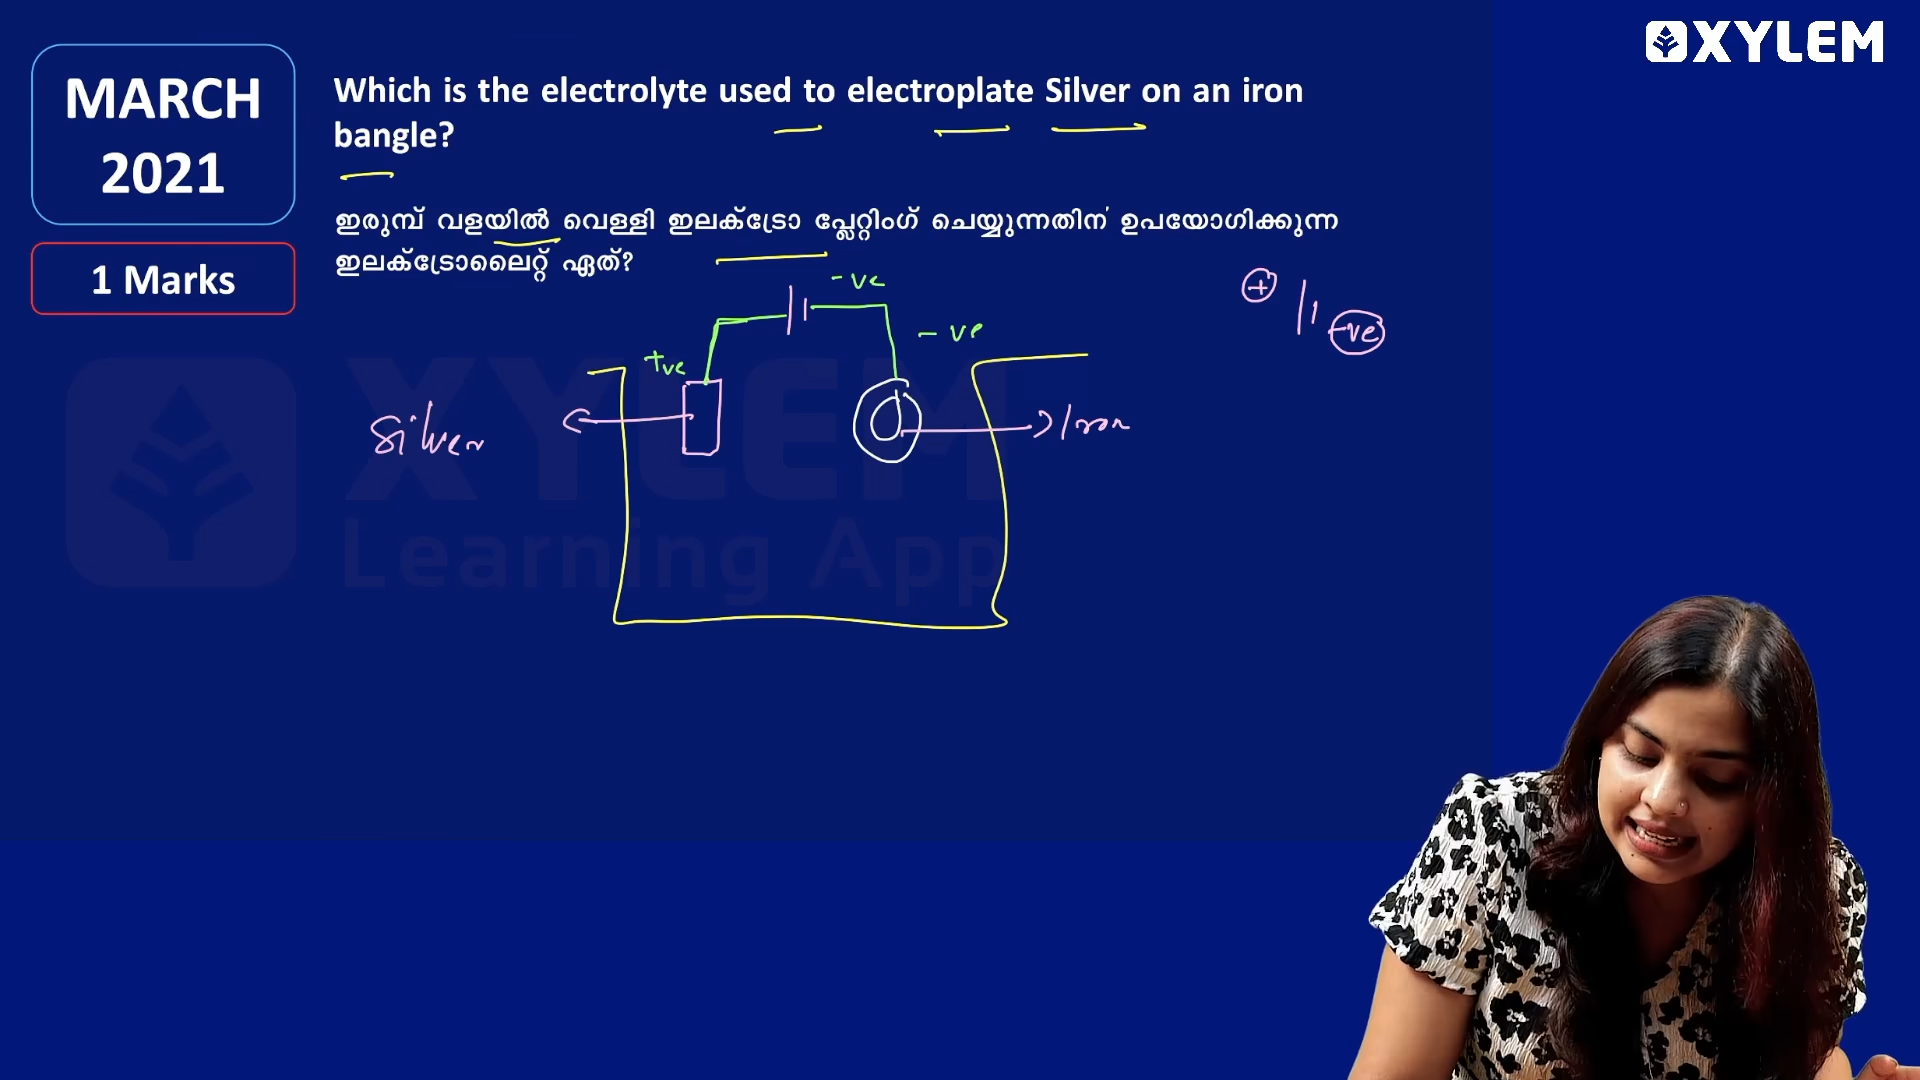 XYLEM
MARCH
2021
1 Marks
Which is the electrolyte used to electroplate Silver on an iron
bangle?
ഇരുമ്പ് വളയിൽ വെള്ളി ഇലക്ട്രോ പ്ലേറ്റിംഗ് ചെയ്യുന്നതിന് ഉപയോഗിക്കുന്ന
ഇലക്ട്രോലൈറ്റ് ഏത്?
-ve
+ -ve
-ve
+ve
Silver
Iron
XYLEM
Learning App